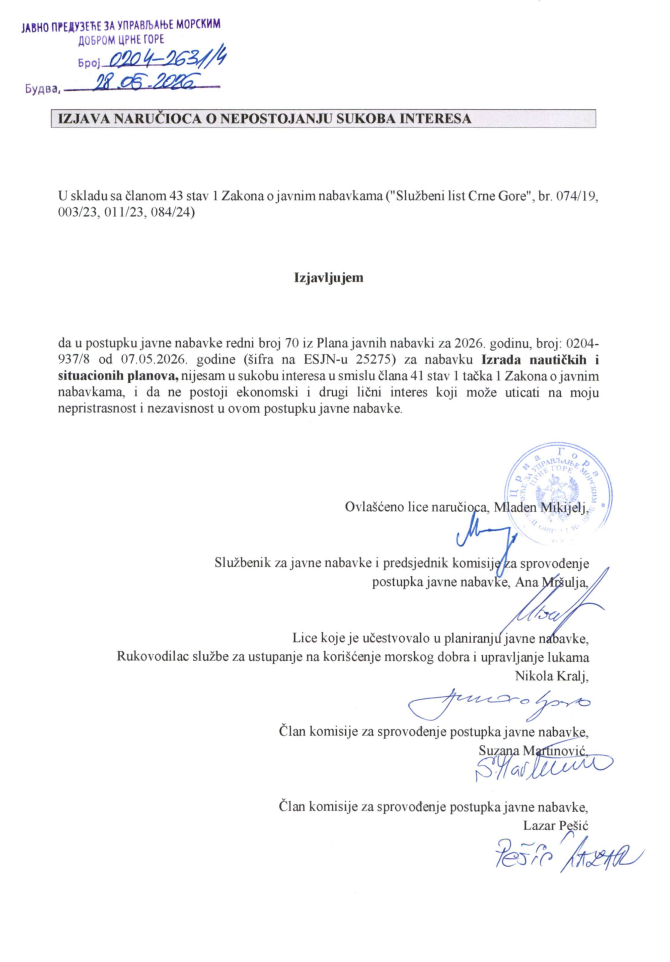 ЈАВНО ПРЕДУЗЕЋЕ ЗА УПРАВЉАЊЕ МОРСКИМ
ДОБРОМ ЦРНЕ ГОРЕ
Број 0204-2631/4
Будва, 28.05.2026
IZJAVA NARUČIOCA O NEPOSTOJANJU SUKOBA INTERESA
U skladu sa članom 43 stav 1 Zakona o javnim nabavkama ("Službeni list Crne Gore", br. 074/19,
003/23, 011/23, 084/24)
Izjavljujem
da u postupku javne nabavke redni broj 70 iz Plana javnih nabavki za 2026. godinu, broj: 0204-
937/8 od 07.05.2026. godine (šifra na ESJN-u 25275) za nabavku Izrada nautičkih i
situacionih planova, nijesam u sukobu interesa u smislu člana 41 stav 1 tačka 1 Zakona o javnim
nabavkama, i da ne postoji ekonomski i drugi lični interes koji može uticati na moju
nepristrasnost i nezavisnost u ovom postupku javne nabavke.
Ovlašćeno lice naručioca, Mladen Mikijelj,
Službenik za javne nabavke i predsjednik komisije za sprovođenje
postupka javne nabavke, Ana Mršulja,
Lice koje je učestvovalo u planiranju javne nabavke,
Rukovodilac službe za ustupanje na korišćenje morskog dobra i upravljanje lukama
Nikola Kralj,
Član komisije za sprovođenje postupka javne nabavke,
Suzana Martinović,
Član komisije za sprovođenje postupka javne nabavke,
Lazar Pešić
Pešić Lazar